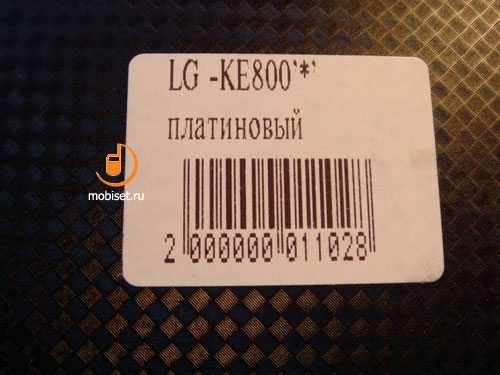 LG -KE800'*'
платиновый
mobiset.ru
2 000000 011028